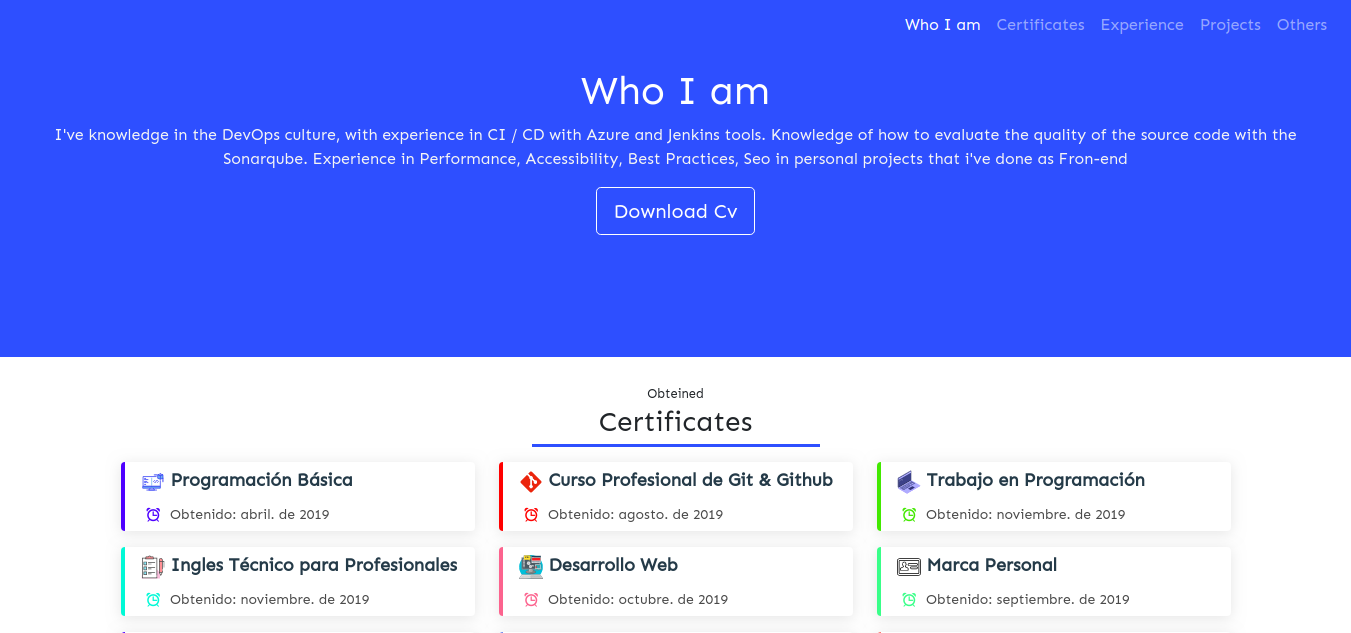 Who I am Certificates Experience Projects Others
Who I am
I've knowledge in the DevOps culture, with experience in CI / CD with Azure and Jenkins tools. Knowledge of how to evaluate the quality of the source code with the
Sonarqube. Experience in Performance, Accessibility, Best Practices, Seo in personal projects that i've done as Fron-end
Download Cv
Obteined
Certificates
Programación Básica
Obtenido: abril. de 2019
Curso Profesional de Git & Github
Obtenido: agosto. de 2019
Trabajo en Programación
Obtenido: noviembre. de 2019
Ingles Técnico para Profesionales
Obtenido: noviembre. de 2019
Desarrollo Web
Obtenido: octubre. de 2019
Marca Personal
Obtenido: septiembre. de 2019